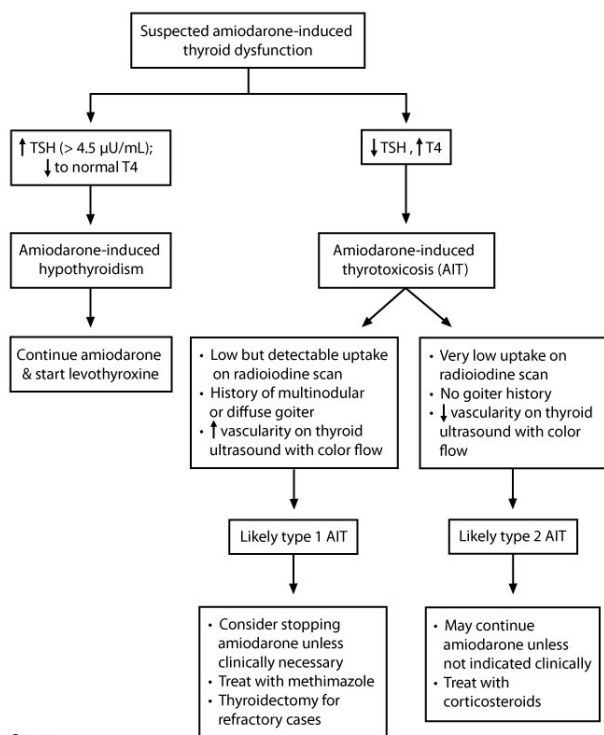 Suspected amiodarone-induced
thyroid dysfunction
↑ TSH (> 4.5 μU/mL);
↓ to normal T4
↓ TSH , ↑ T4
Amiodarone-induced
hypothyroidism
Amiodarone-induced
thyrotoxicosis (AIT)
Continue amiodarone
& start levothyroxine
• Low but detectable uptake
on radioiodine scan
• History of multinodular
or diffuse goiter
• ↑ vascularity on thyroid
ultrasound with color flow
• Very low uptake on
radioiodine scan
• No goiter history
• ↓ vascularity on thyroid
ultrasound with color
flow
Likely type 1 AIT
Likely type 2 AIT
• Consider stopping
amiodarone unless
clinically necessary
• Treat with methimazole
• Thyroidectomy for
refractory cases
• May continue
amiodarone unless
not indicated clinically
• Treat with
corticosteroids